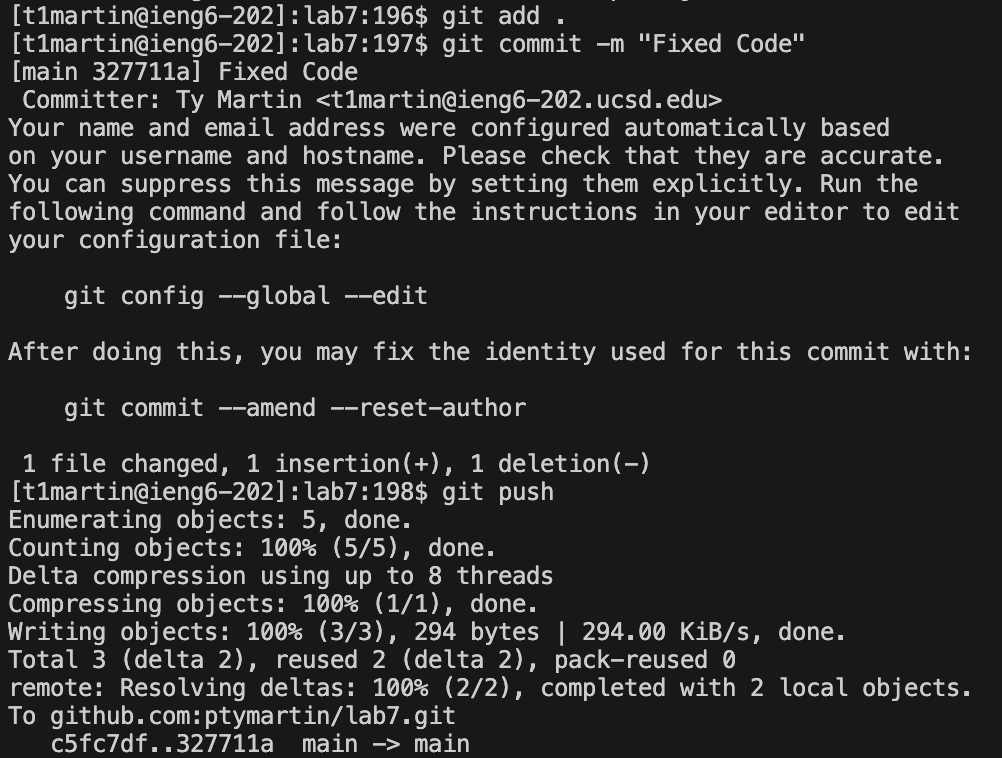 [t1martin@ieng6-202]:lab7:196$ git add .
[t1martin@ieng6-202]:lab7:197$ git commit -m "Fixed Code"
[main 327711a] Fixed Code
 Committer: Ty Martin <t1martin@ieng6-202.ucsd.edu>
Your name and email address were configured automatically based
on your username and hostname. Please check that they are accurate.
You can suppress this message by setting them explicitly. Run the
following command and follow the instructions in your editor to edit
your configuration file:

    git config --global --edit

After doing this, you may fix the identity used for this commit with:

    git commit --amend --reset-author

 1 file changed, 1 insertion(+), 1 deletion(-)
[t1martin@ieng6-202]:lab7:198$ git push
Enumerating objects: 5, done.
Counting objects: 100% (5/5), done.
Delta compression using up to 8 threads
Compressing objects: 100% (1/1), done.
Writing objects: 100% (3/3), 294 bytes | 294.00 KiB/s, done.
Total 3 (delta 2), reused 2 (delta 2), pack-reused 0
remote: Resolving deltas: 100% (2/2), completed with 2 local objects.
To github.com:ptymartin/lab7.git
   c5fc7df..327711a  main -> main